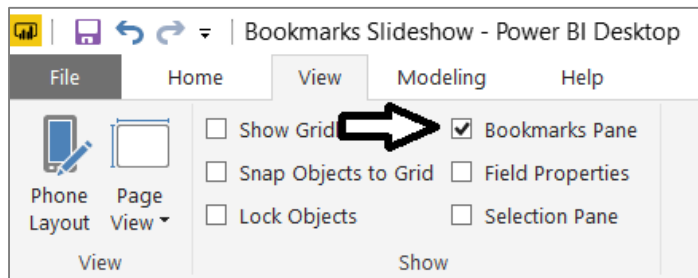 Bookmarks Slideshow - Power BI Desktop
File Home View Modeling Help
Show Bookmarks Pane
Snap Objects to Grid Field Properties
Lock Objects Selection Pane
Phone Layout
Page View
View Show